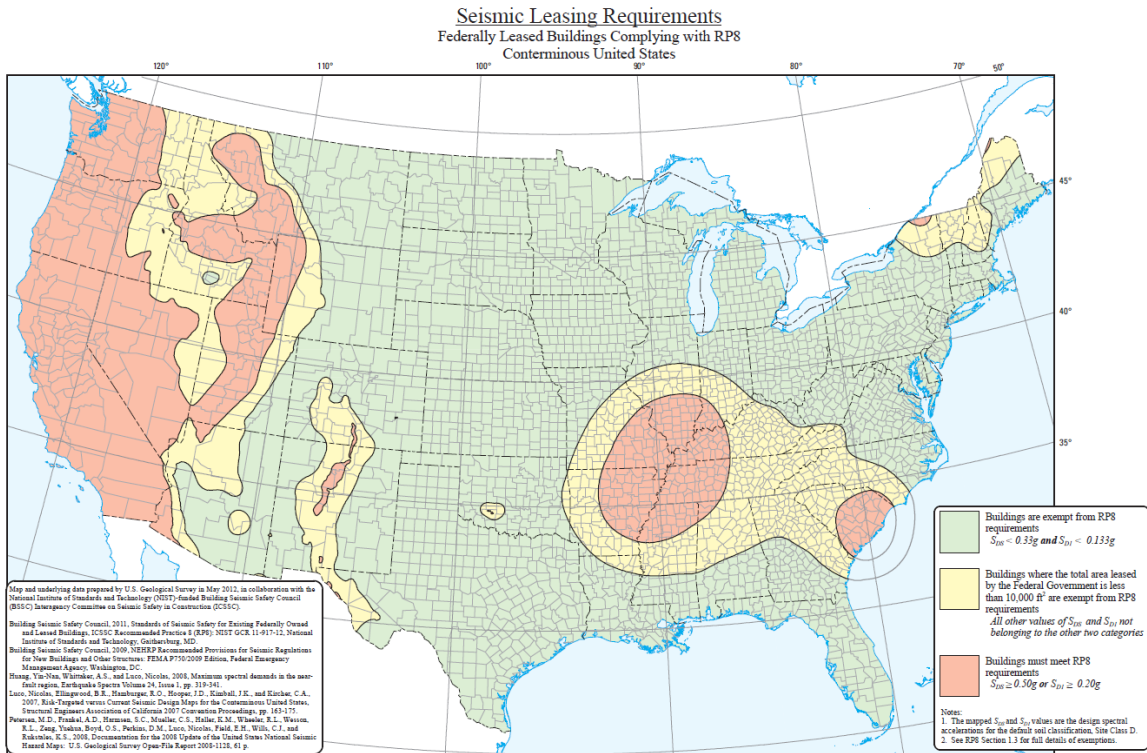 Seismic Leasing Requirements
Federally Leased Buildings Complying with RP8
Conterminous United States
120°
110°
100°
90°
80°
70°
50°
45°
40°
35°
Map and underlying data prepared by U.S. Geological Survey in May 2012, in collaboration with the
National Institute of Standards and Technology (NIST)-funded Building Seismic Safety Council
(BSSC) Interagency Committee on Seismic Safety in Construction (ICSSC).
Building Seismic Safety Council, 2011, Standards of Seismic Safety for Existing Federally Owned
and Leased Buildings, ICSSC Recommended Practice 8 (RP8): NIST GCR 11-917-12, National
Institute of Standards and Technology, Gaithersburg, MD.
Building Seismic Safety Council, 2009, NEHRP Recommended Provisions for Seismic Regulations
for New Buildings and Other Structures: FEMA P750/2009 Edition, Federal Emergency
Management Agency, Washington, DC.
Huang, Yin-Nan, Whittaker, A.S., and Luco, Nicolas, 2008, Maximum spectral demands in the near-
fault region, Earthquake Spectra Volume 24, Issue 1, pp. 319-341.
Luco, Nicolas, Ellingwood, B.R., Hamburger, R.O., Hooper, J.D., Kimball, J.K., and Kircher, C.A.,
2007, Risk-Targeted versus Current Seismic Design Maps for the Conterminous United States,
Structural Engineers Association of California 2007 Convention Proceedings, pp. 163-175.
Petersen, M.D., Frankel, A.D., Harmsen, S.C., Mueller, C.S., Haller, K.M., Wheeler, R.L., Wesson,
R.L., Zeng, Yuehua, Boyd, O.S., Perkins, D.M., Luco, Nicolas, Field, E.H., Wills, C.J., and
Rukstales, K.S., 2008, Documentation for the 2008 Update of the United States National Seismic
Hazard Maps: U.S. Geological Survey Open-File Report 2008-1128, 61 p.
Buildings are exempt from RP8
requirements
S_DS < 0.33g and S_D1 < 0.133g
Buildings where the total area leased
by the Federal Government is less
than 10,000 ft² are exempt from RP8
requirements
All other values of S_DS and S_D1 not
belonging to the other two categories
Buildings must meet RP8
requirements
S_DS ≥ 0.50g or S_D1 ≥ 0.20g
Notes:
1. The mapped S_DS and S_D1 values are the design spectral
accelerations for the default soil classification, Site Class D.
2. See RP8 Section 1.3 for full details of exemptions.